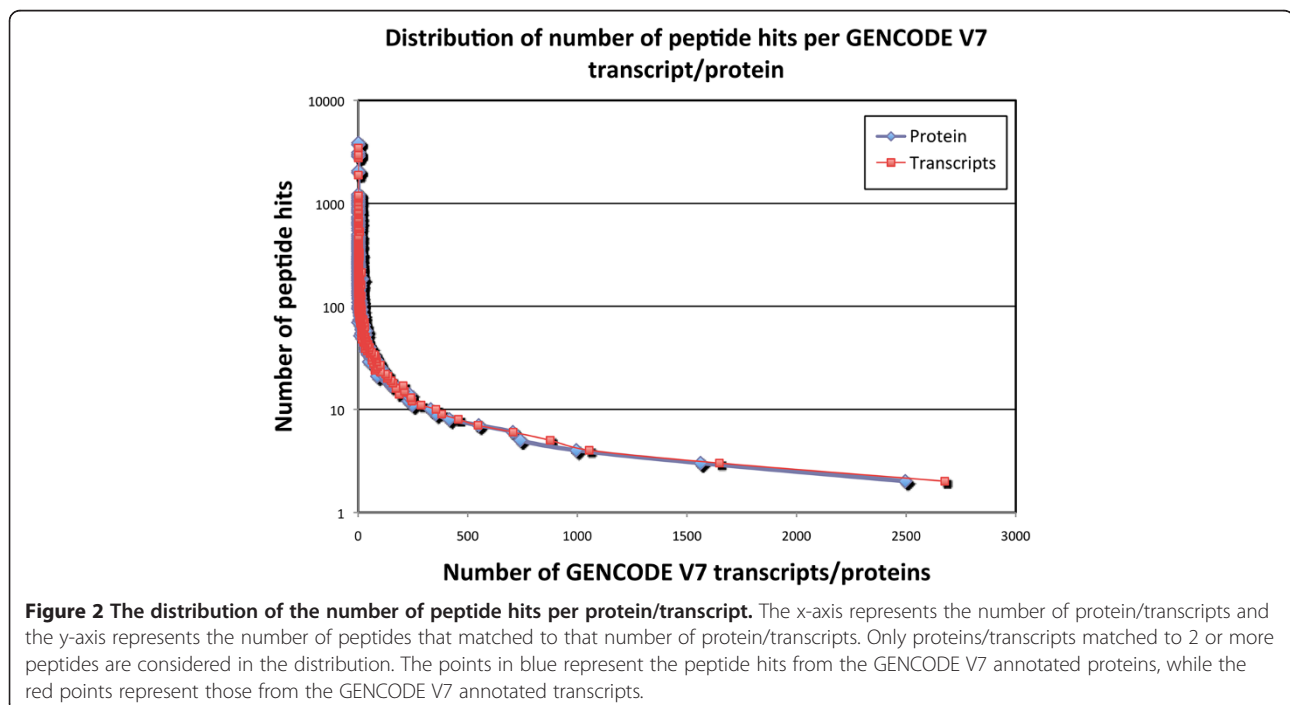 Distribution of number of peptide hits per GENCODE V7
transcript/protein
10000
1000
100
10
1
Number of peptide hits
Protein
Transcripts
0
500
1000
1500
2000
2500
3000
Number of GENCODE V7 transcripts/proteins
Figure 2 The distribution of the number of peptide hits per protein/transcript. The x-axis represents the number of protein/transcripts and
the y-axis represents the number of peptides that matched to that number of protein/transcripts. Only proteins/transcripts matched to 2 or more
peptides are considered in the distribution. The points in blue represent the peptide hits from the GENCODE V7 annotated proteins, while the
red points represent those from the GENCODE V7 annotated transcripts.